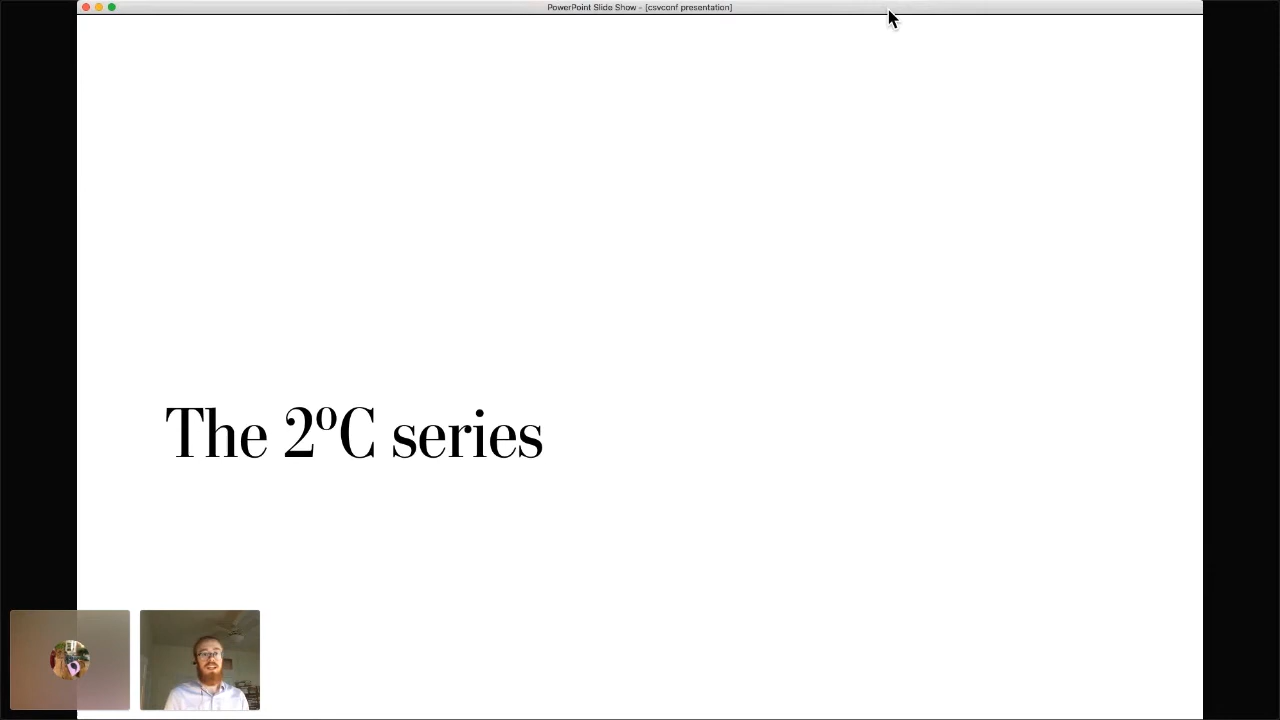 PowerPoint Slide Show - [csvconf presentation]
The 2ºC series